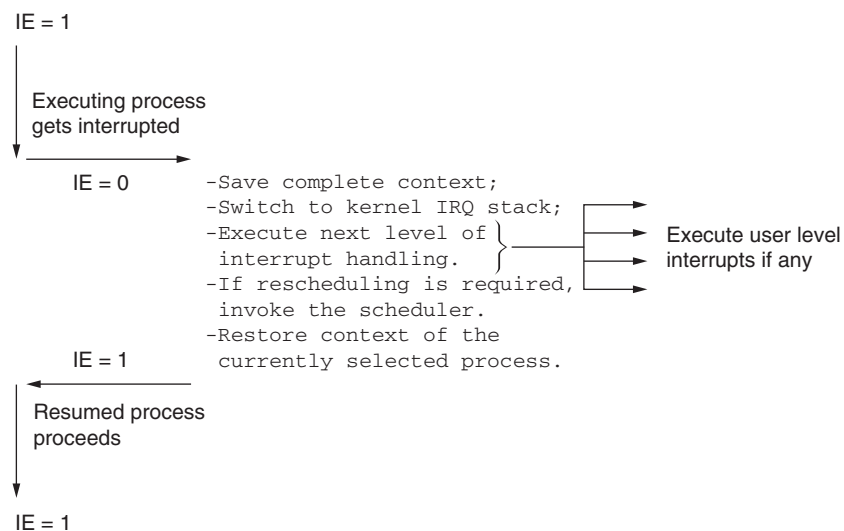 IE = 1
Executing process
gets interrupted
IE = 0
-Save complete context;
-Switch to kernel IRQ stack;
-Execute next level of
interrupt handling.
Execute user level
interrupts if any
-If rescheduling is required,
invoke the scheduler.
-Restore context of the
currently selected process.
IE = 1
Resumed process
proceeds
IE = 1